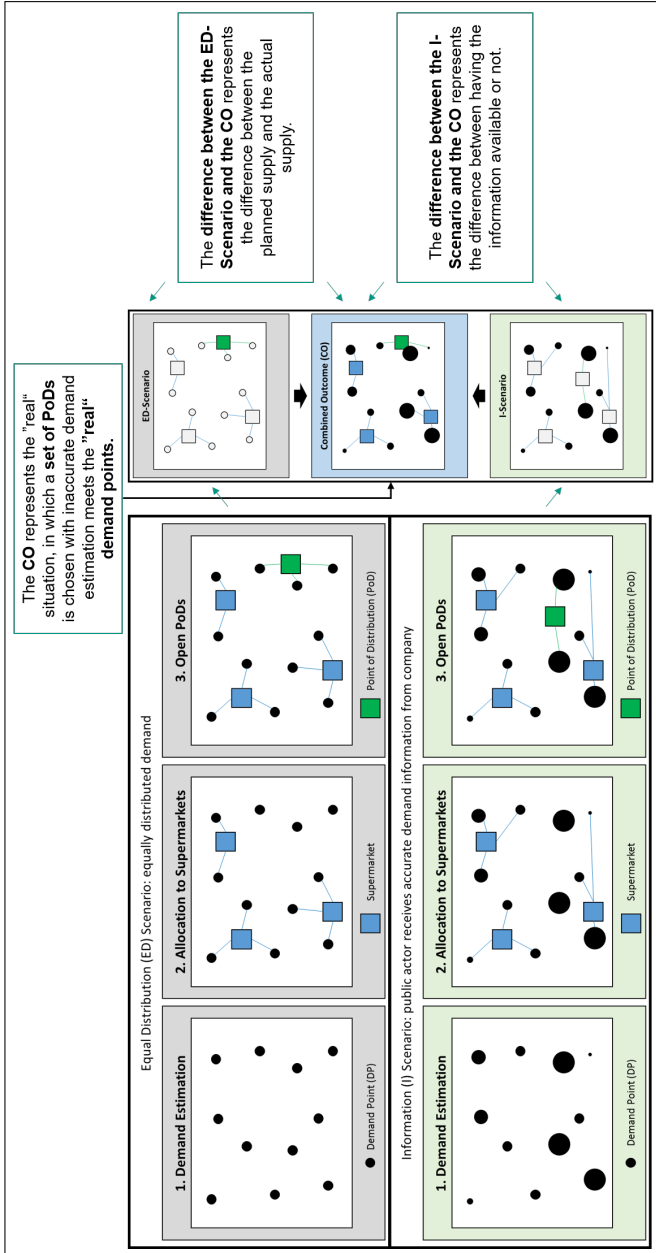 The CO represents the "real“
situation, in which a set of PoDs
is chosen with inaccurate demand
estimation meets the "real“
demand points.
Equal Distribution (ED) Scenario: equally distributed demand
1. Demand Estimation
2. Allocation to Supermarkets
3. Open PoDs
Demand Point (DP)
Supermarket
Point of Distribution (PoD)
Information (I) Scenario: public actor receives accurate demand information from company
1. Demand Estimation
2. Allocation to Supermarkets
3. Open PoDs
Demand Point (DP)
Supermarket
Point of Distribution (PoD)
ED-Scenario
Combined Outcome (CO)
I-Scenario
The difference between the ED-
Scenario and the CO represents
the difference between the
planned supply and the actual
supply.
The difference between the I-
Scenario and the CO represents
the difference between having the
information available or not.